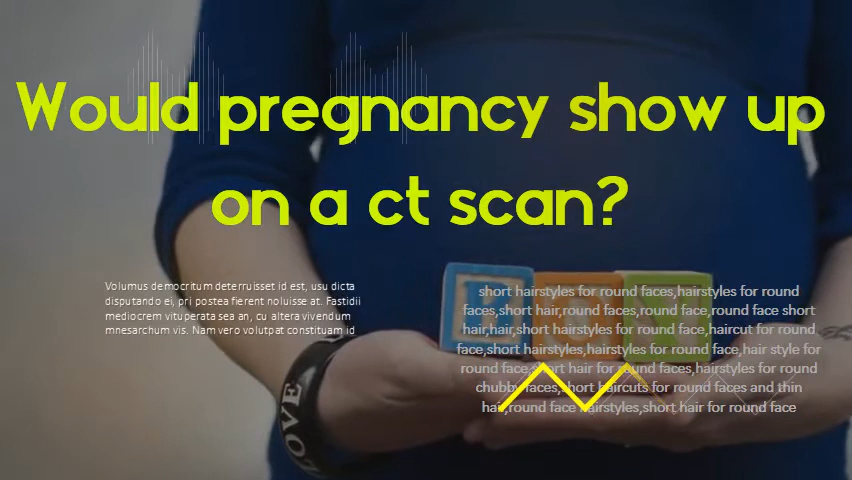 Would pregnancy show up
on a ct scan?
Volumus democritum deterruisset id est, usu dicta
disputando ei, pri postea fierent noluisse at. Fastidii
mediocrem vituperata sea an, cu altera vivendum
mnesarchum vis. Nam vero volutpat constituam id
short hairstyles for round faces,hairstyles for round
faces,short hair,round faces,round face,round face short
hair,hair,short hairstyles for round face,haircut for round
face,short hairstyles,hairstyles for round face,hair style for
round face,short hair for round faces,hairstyles for round
chubby faces,short haircuts for round faces and thin
hair,round face hairstyles,short hair for round face
LOVE